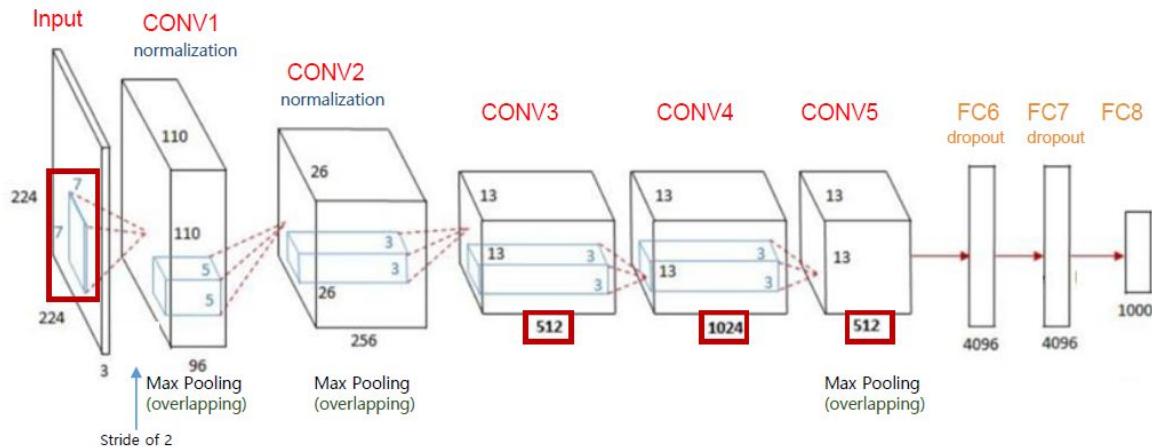 Input
CONV1
normalization
CONV2
normalization
CONV3
CONV4
CONV5
FC6
dropout
FC7
dropout
FC8
224
7
7
224
3
110
110
5
5
96
26
3
3
26
256
13
13
3
3
512
13
13
3
3
1024
13
13
512
4096
4096
1000
Max Pooling
(overlapping)
Max Pooling
(overlapping)
Max Pooling
(overlapping)
Stride of 2